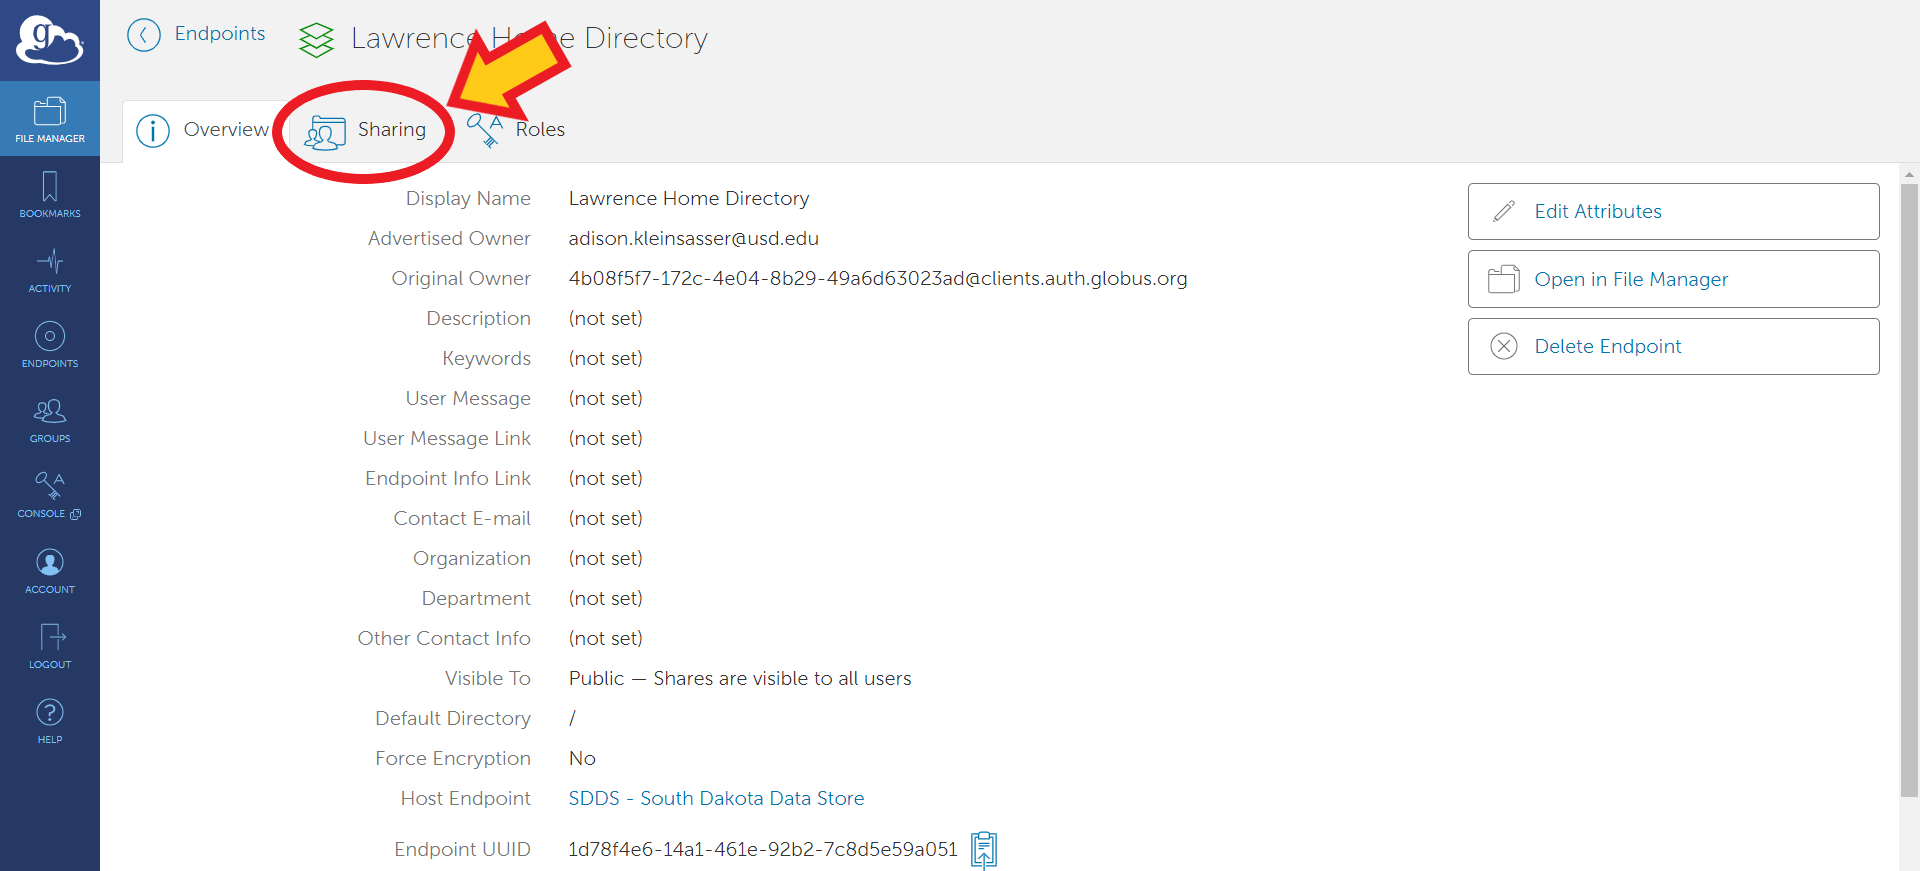 g
Endpoints
Lawrence Home Directory
FILE MANAGER
Overview
Sharing
Roles
BOOKMARKS
ACTIVITY
ENDPOINTS
GROUPS
CONSOLE
ACCOUNT
LOGOUT
HELP
Display Name Lawrence Home Directory
Advertised Owner adison.kleinsasser@usd.edu
Original Owner 4b08f5f7-172c-4e04-8b29-49a6d63023ad@clients.auth.globus.org
Description (not set)
Keywords (not set)
User Message (not set)
User Message Link (not set)
Endpoint Info Link (not set)
Contact E-mail (not set)
Organization (not set)
Department (not set)
Other Contact Info (not set)
Visible To Public — Shares are visible to all users
Default Directory /
Force Encryption No
Host Endpoint SDDS - South Dakota Data Store
Endpoint UUID 1d78f4e6-14a1-461e-92b2-7c8d5e59a051
Edit Attributes
Open in File Manager
Delete Endpoint